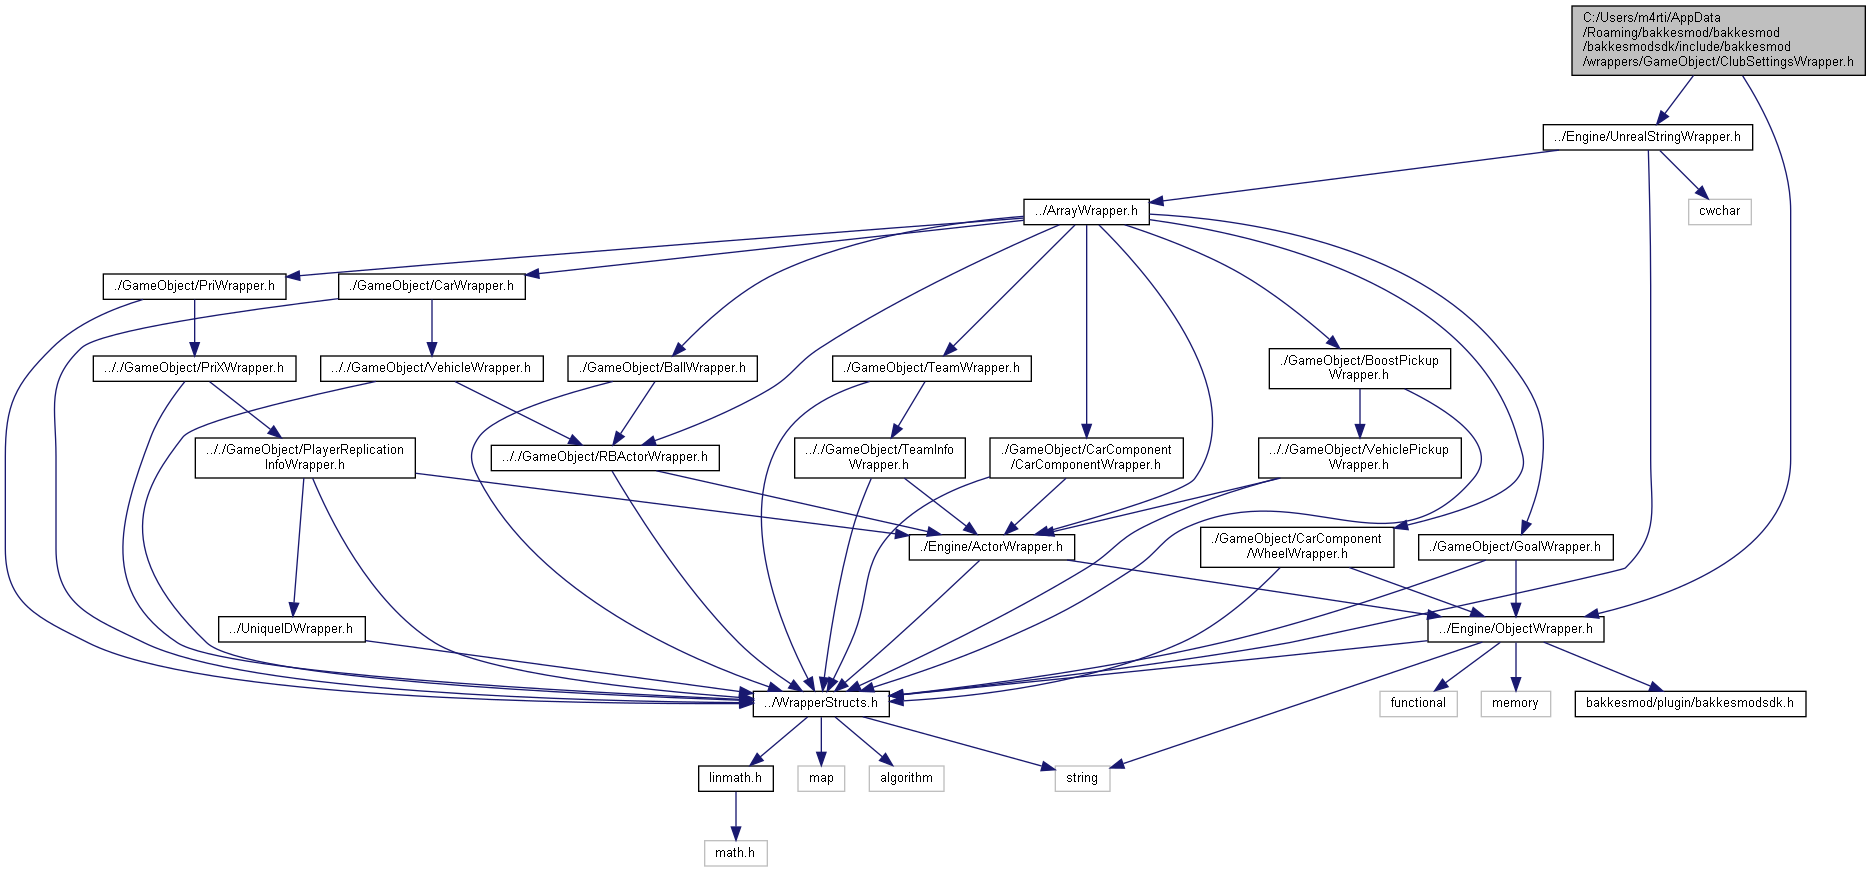 C:/Users/m4rti/AppData
/Roaming/bakkesmod/bakkesmod
/bakkesmodsdk/include/bakkesmod
/wrappers/GameObject/ClubSettingsWrapper.h
../Engine/UnrealStringWrapper.h
../ArrayWrapper.h
cwchar
./GameObject/PriWrapper.h
./GameObject/CarWrapper.h
.././GameObject/PriXWrapper.h
.././GameObject/VehicleWrapper.h
./GameObject/BallWrapper.h
./GameObject/TeamWrapper.h
./GameObject/BoostPickup
Wrapper.h
.././GameObject/PlayerReplication
InfoWrapper.h
.././GameObject/RBActorWrapper.h
.././GameObject/TeamInfo
Wrapper.h
./GameObject/CarComponent
/CarComponentWrapper.h
.././GameObject/VehiclePickup
Wrapper.h
./Engine/ActorWrapper.h
./GameObject/CarComponent
/WheelWrapper.h
./GameObject/GoalWrapper.h
../UniqueIDWrapper.h
../Engine/ObjectWrapper.h
../WrapperStructs.h
functional
memory
bakkesmod/plugin/bakkesmodsdk.h
linmath.h
map
algorithm
string
math.h